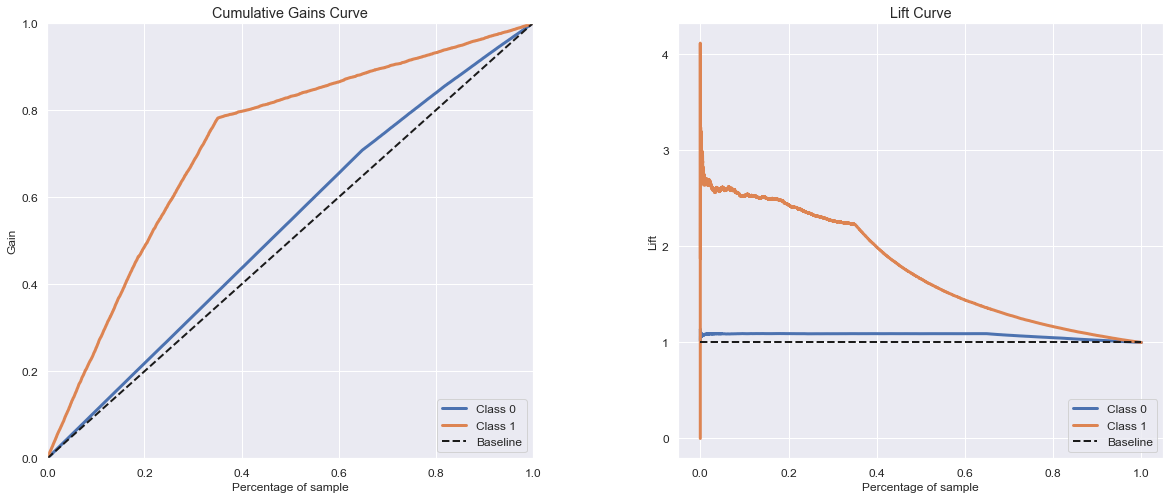 Cumulative Gains Curve
1.0
0.8
0.6
0.4
0.2
0.0
Gain
0.0 0.2 0.4 0.6 0.8 1.0
Percentage of sample
Class 0
Class 1
Baseline
Lift Curve
4
3
2
1
0
Lift
0.0 0.2 0.4 0.6 0.8 1.0
Percentage of sample
Class 0
Class 1
Baseline